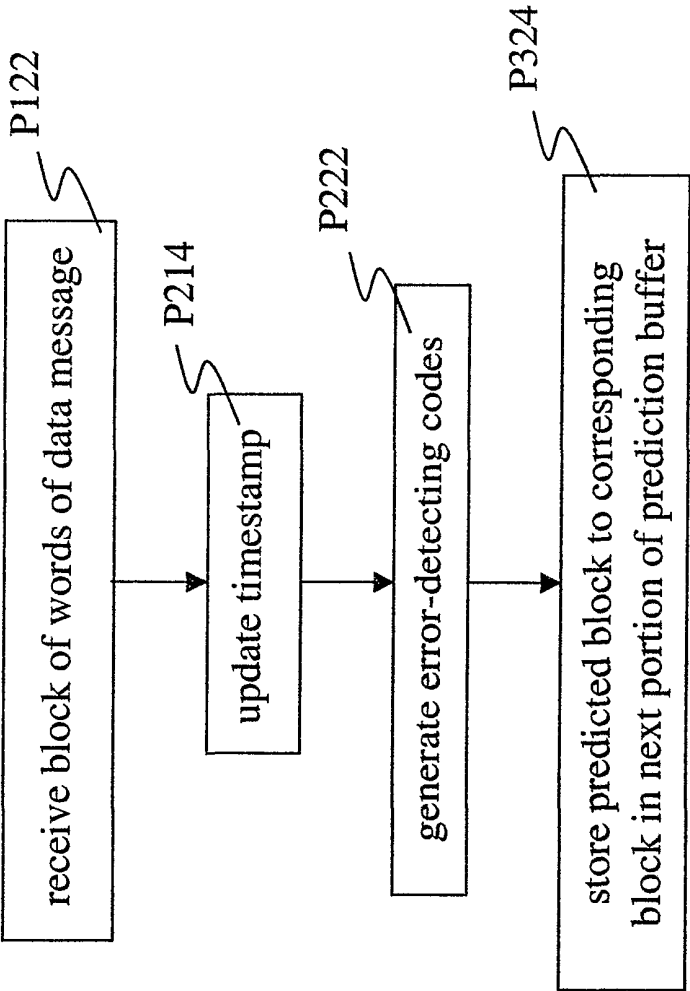 receive block of words of data message
P122
update timestamp
P214
generate error-detecting codes
P222
store predicted block to corresponding
block in next portion of prediction buffer
P324